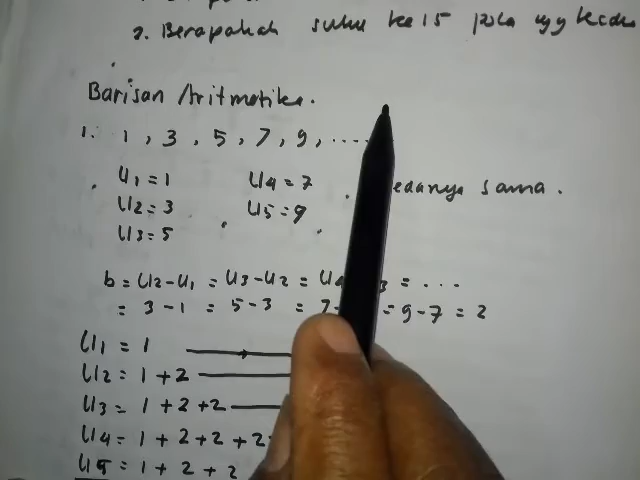 2. Berapakah suku ke 15 pola yg kedua
Barisan Aritmatika.
1. 1, 3, 5, 7, 9, .....
U1 = 1 U4 = 7 sama.
U2 = 3 U5 = 9
U3 = 5
b = U2 - U1 = U3 - U2 = U4 3 = ...
= 3 - 1 = 5 - 3 = 7 - = 9 - 7 = 2
U1 = 1
U2 = 1 + 2
U3 = 1 + 2 + 2
U4 = 1 + 2 + 2 + 2
U5 = 1 + 2 + 2